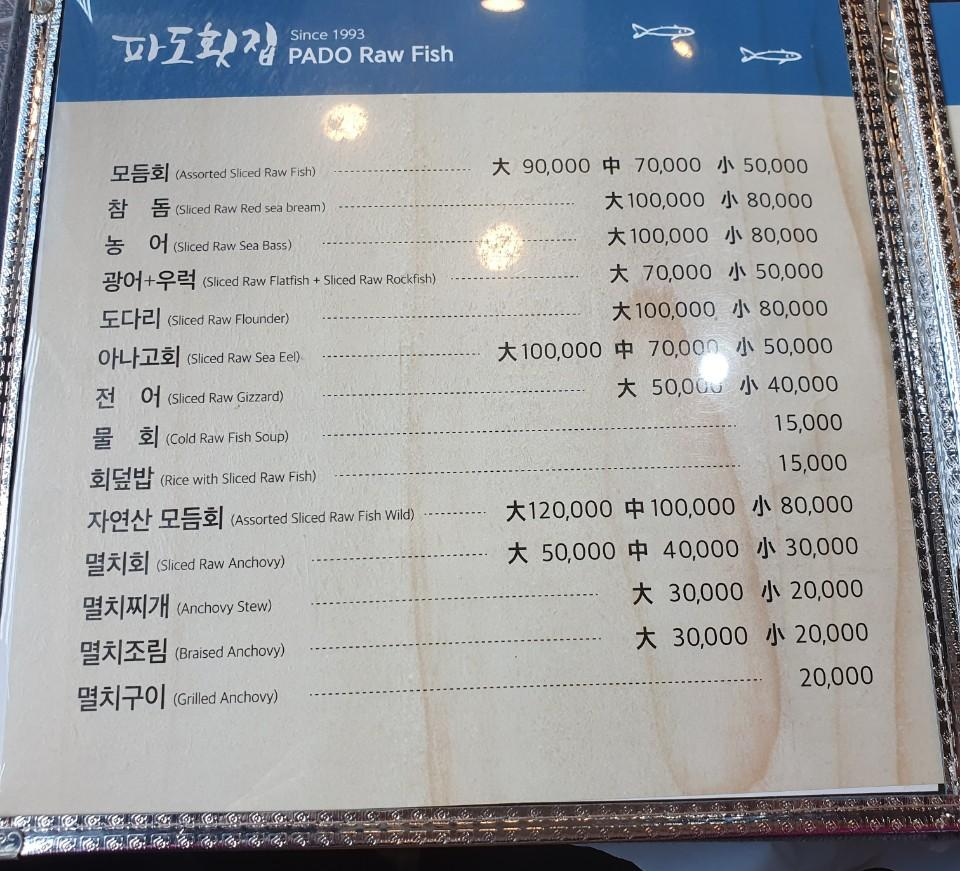 파도횟집 Since 1993
PADO Raw Fish
모듬회 (Assorted Sliced Raw Fish) 大 90,000 中 70,000 小 50,000
참 돔 (Sliced Raw Red sea bream) 大100,000 小 80,000
농 어 (Sliced Raw Sea Bass) 大100,000 小 80,000
광어+우럭 (Sliced Raw Flatfish + Sliced Raw Rockfish) 大 70,000 小 50,000
도다리 (Sliced Raw Flounder) 大100,000 小 80,000
아나고회 (Sliced Raw Sea Eel) 大100,000 中 70,000 小 50,000
전 어 (Sliced Raw Gizzard) 大 50,000 小 40,000
물 회 (Cold Raw Fish Soup) 15,000
회덮밥 (Rice with Sliced Raw Fish) 15,000
자연산 모듬회 (Assorted Sliced Raw Fish Wild) 大120,000 中 100,000 小 80,000
멸치회 (Sliced Raw Anchovy) 大 50,000 中 40,000 小 30,000
멸치찌개 (Anchovy Stew) 大 30,000 小 20,000
멸치조림 (Braised Anchovy) 大 30,000 小 20,000
멸치구이 (Grilled Anchovy) 20,000